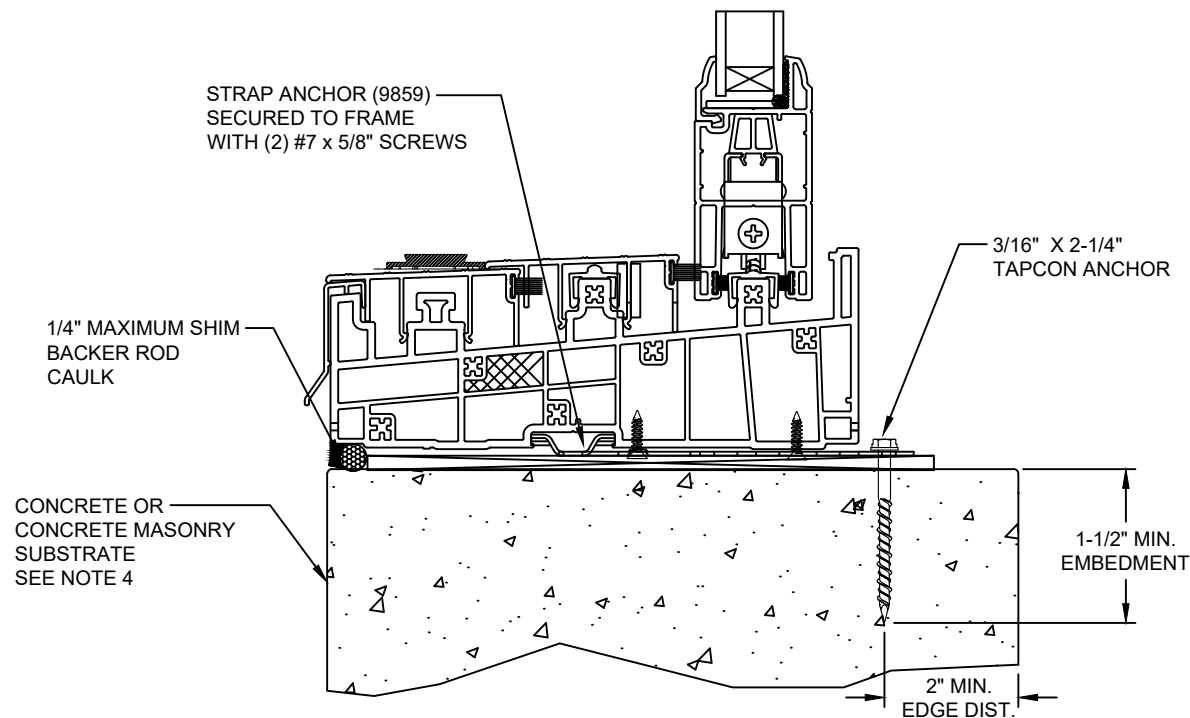 STRAP ANCHOR (9859)
SECURED TO FRAME
WITH (2) #7 x 5/8" SCREWS
3/16" X 2-1/4"
TAPCON ANCHOR
1/4" MAXIMUM SHIM
BACKER ROD
CAULK
CONCRETE OR
CONCRETE MASONRY
SUBSTRATE
SEE NOTE 4
1-1/2" MIN.
EMBEDMENT
2" MIN.
EDGE DIST.